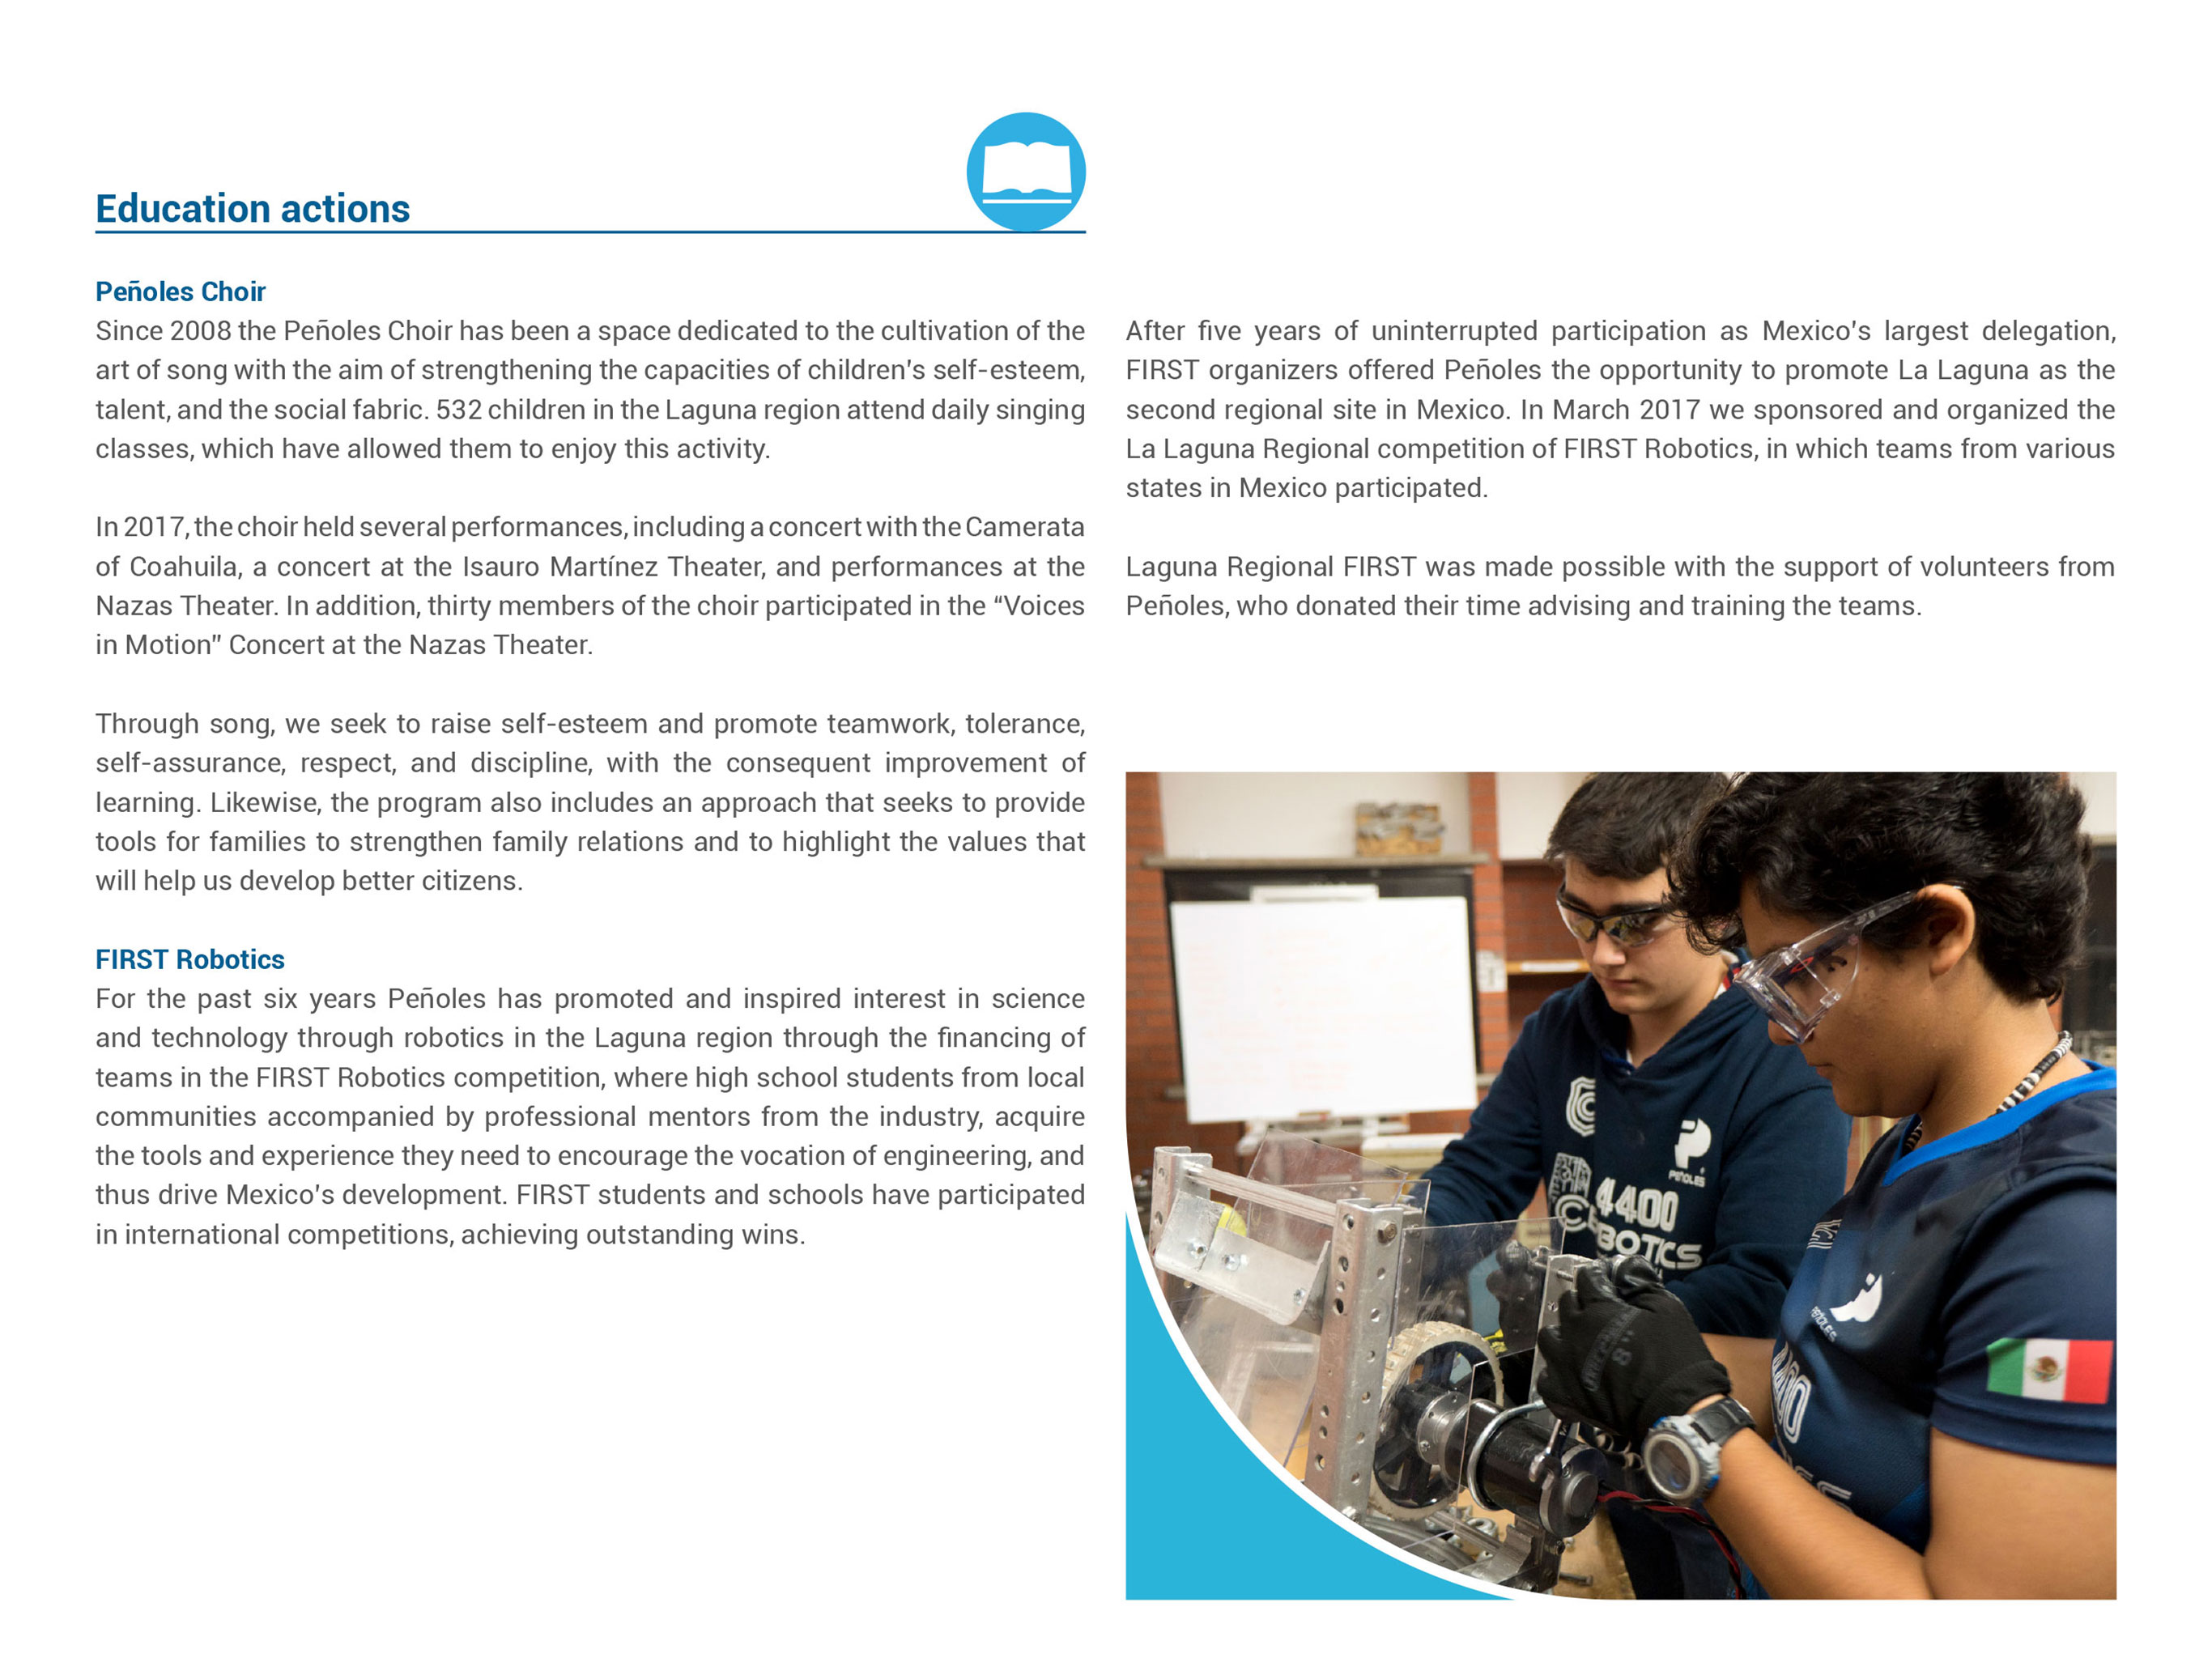 Education actions
Peñoles Choir
Since 2008 the Peñoles Choir has been a space dedicated to the cultivation of the
art of song with the aim of strengthening the capacities of children's self-esteem,
talent, and the social fabric. 532 children in the Laguna region attend daily singing
classes, which have allowed them to enjoy this activity.
In 2017, the choir held several performances, including a concert with the Camerata
of Coahuila, a concert at the Isauro Martínez Theater, and performances at the
Nazas Theater. In addition, thirty members of the choir participated in the “Voices
in Motion" Concert at the Nazas Theater.
Through song, we seek to raise self-esteem and promote teamwork, tolerance,
self-assurance, respect, and discipline, with the consequent improvement of
learning. Likewise, the program also includes an approach that seeks to provide
tools for families to strengthen family relations and to highlight the values that
will help us develop better citizens.
FIRST Robotics
For the past six years Peñoles has promoted and inspired interest in science
and technology through robotics in the Laguna region through the financing of
teams in the FIRST Robotics competition, where high school students from local
communities accompanied by professional mentors from the industry, acquire
the tools and experience they need to encourage the vocation of engineering, and
thus drive Mexico's development. FIRST students and schools have participated
in international competitions, achieving outstanding wins.
After five years of uninterrupted participation as Mexico's largest delegation,
FIRST organizers offered Peñoles the opportunity to promote La Laguna as the
second regional site in Mexico. In March 2017 we sponsored and organized the
La Laguna Regional competition of FIRST Robotics, in which teams from various
states in Mexico participated.
Laguna Regional FIRST was made possible with the support of volunteers from
Peñoles, who donated their time advising and training the teams.
PEÑOLES
4400
PEÑOLES